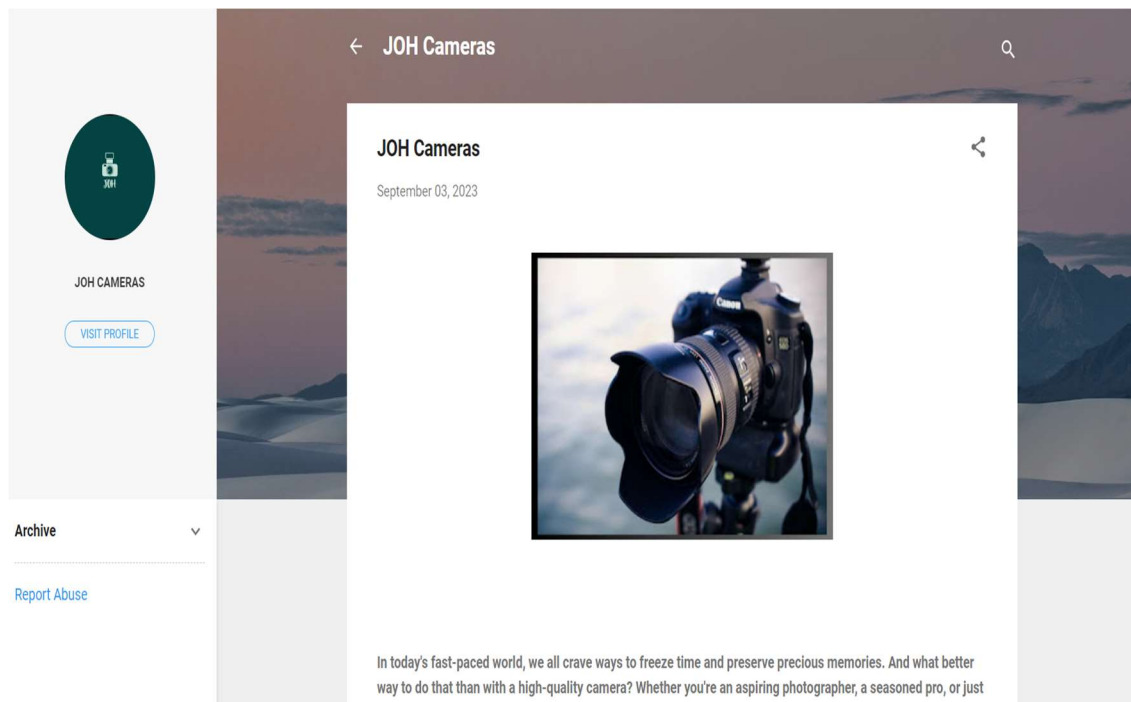 JOH Cameras
JOH
JOH CAMERAS
VISIT PROFILE
Archive
Report Abuse
JOH Cameras
September 03, 2023
Canon
In today's fast-paced world, we all crave ways to freeze time and preserve precious memories. And what better
way to do that than with a high-quality camera? Whether you're an aspiring photographer, a seasoned pro, or just